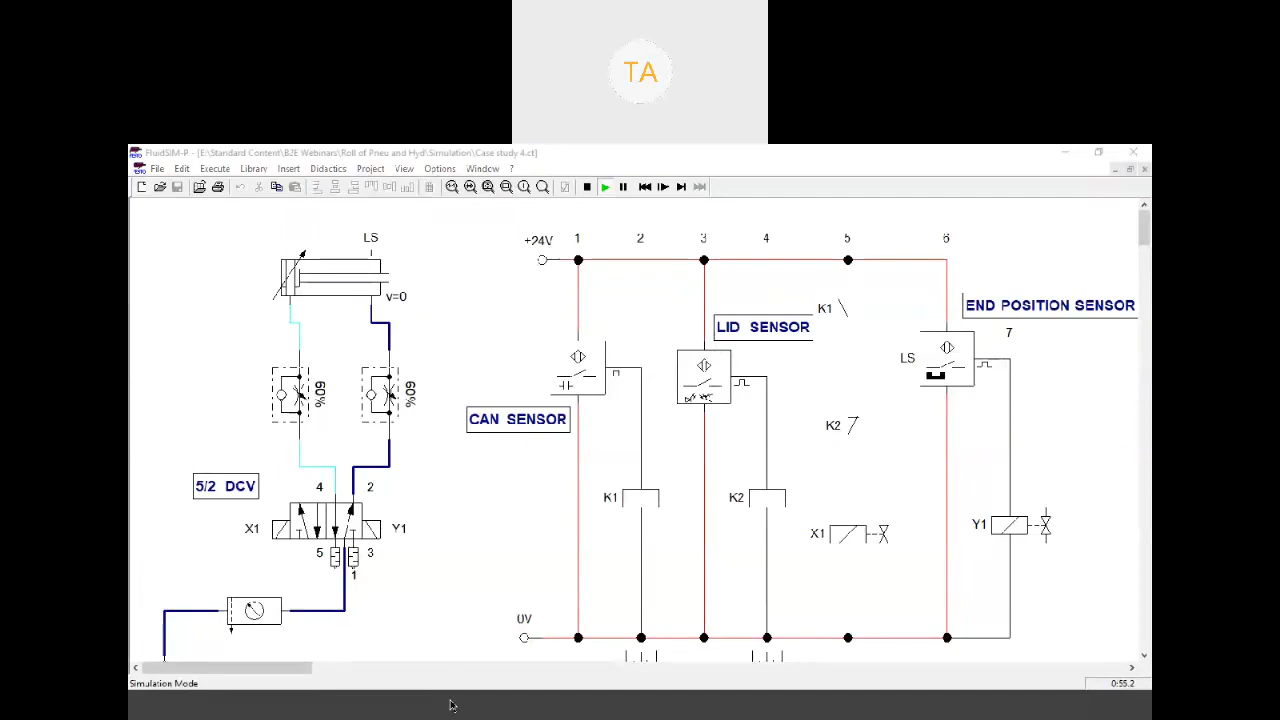 TA
FluidSIM-P - [E:\Standard Content\B2E Webinars\Roll of Pneu and Hyd\Simulation\Case study 4.ct]
File Edit Execute Library Insert Didactics Project View Options Window ?
LS
+24V 1 2 3 4 5 6
v=0
K1
END POSITION SENSOR
LID SENSOR
7
LS
60%
60%
CAN SENSOR
K2
5/2 DCV
4 2
K1
K2
X1 Y1
X1
Y1
5 3
1
0V
Simulation Mode
0:55.2